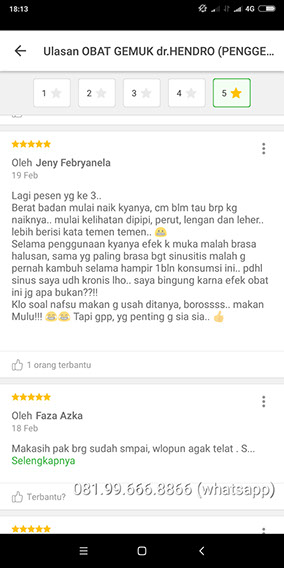 18:13
4G
Ulasan OBAT GEMUK dr.HENDRO (PENGGE...
1
2
3
4
5
Oleh Jeny Febryanela
19 Feb
Lagi pesen yg ke 3..
Berat badan mulai naik kyanya, cm blm tau brp kg
naiknya.. mulai kelihatan dipipi, perut, lengan dan leher..
lebih berisi kata temen temen.. 😄
Selama penggunaan kyanya efek k muka malah brasa
halusan, sama yg paling brasa bgt sinusitis malah g
pernah kambuh selama hampir 1bln konsumsi ini.. pdhl
sinus saya udh kronis lho.. saya bingung karna efek obat
ini jg apa bukan??!!
Klo soal nafsu makan g usah ditanya, borossss.. makan
Mulu!!! 😂😂 Tapi gpp, yg penting g sia sia.. 👍
1 orang terbantu
Oleh Faza Azka
18 Feb
Makasih pak brg sudah smpai, wlopun agak telat . S...
Selengkapnya
Terbantu?
081.99.666.8866 (whatsapp)